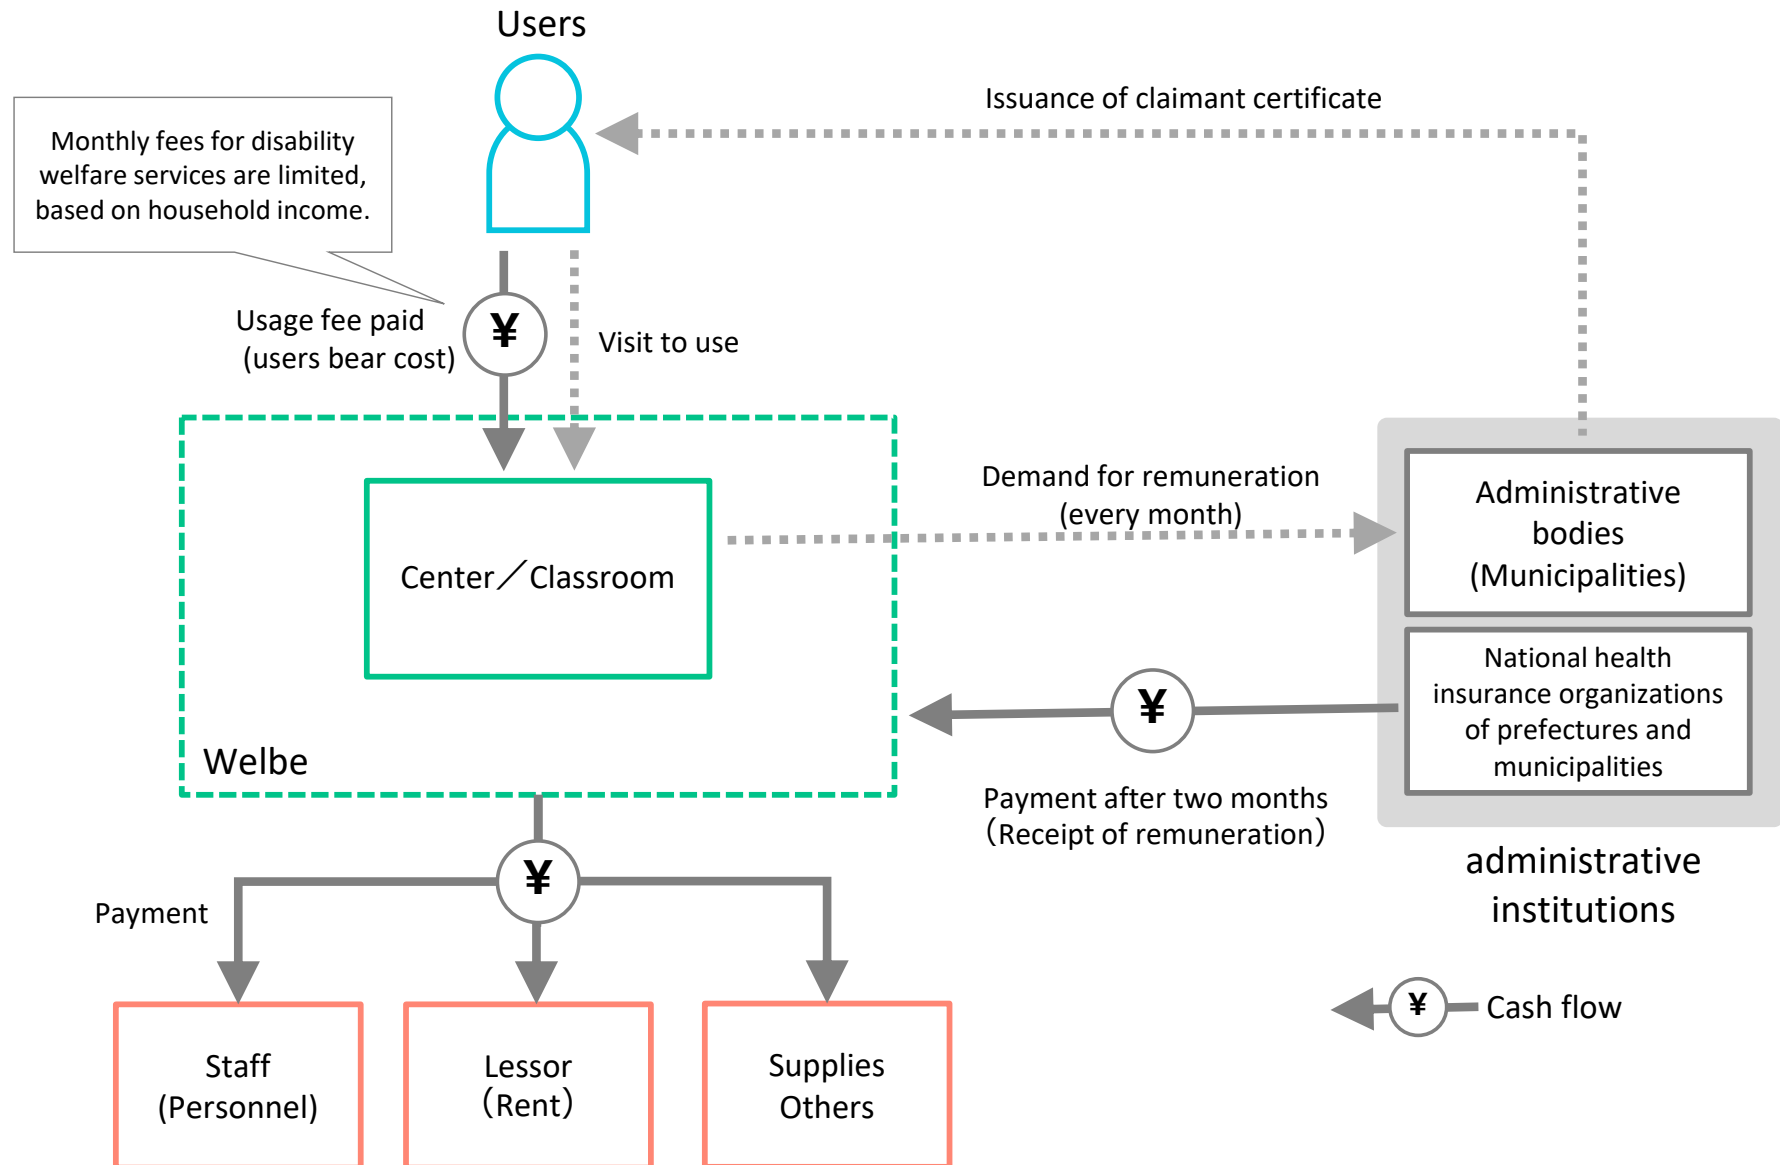 Users
Issuance of claimant certificate
Monthly fees for disability
welfare services are limited,
based on household income.
Usage fee paid
(users bear cost)
¥
Visit to use
Center／Classroom
Welbe
Demand for remuneration
(every month)
Administrative
bodies
(Municipalities)
National health
insurance organizations
of prefectures and
municipalities
¥
Payment after two months
（Receipt of remuneration）
administrative
institutions
¥
Payment
Staff
(Personnel)
Lessor
（Rent）
Supplies
Others
¥ Cash flow